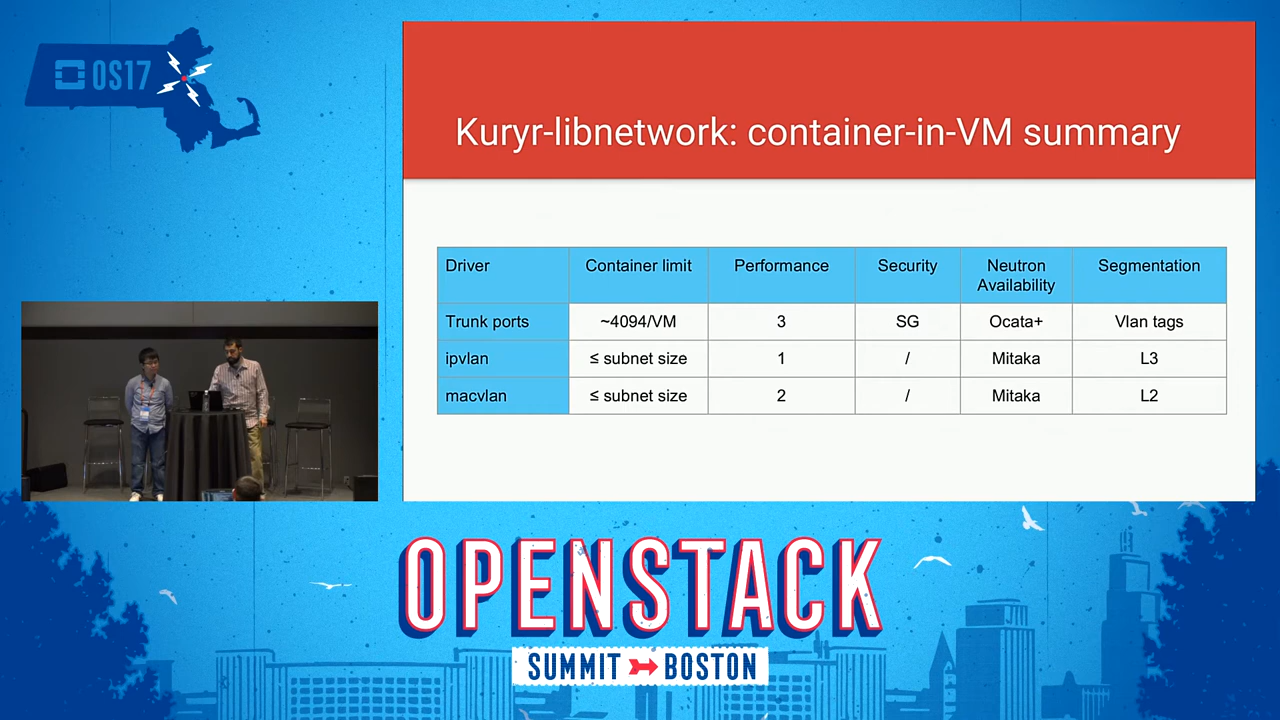 OS17
Kuryr-libnetwork: container-in-VM summary
Driver Container limit Performance Security Neutron Availability Segmentation
Trunk ports ~4094/VM 3 SG Ocata+ Vlan tags
ipvlan ≤ subnet size 1 / Mitaka L3
macvlan ≤ subnet size 2 / Mitaka L2
OPENSTACK
SUMMIT BOSTON